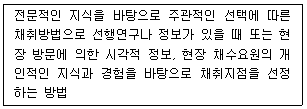 전문적인 지식을 바탕으로 주관적인 선택에 따른
채취방법으로 선행연구나 정보가 있을 때 또는 현
장 방문에 의한 시각적 정보, 현장 채수요원의 개
인적인 지식과 경험을 바탕으로 채취지점을 선정
하는 방법